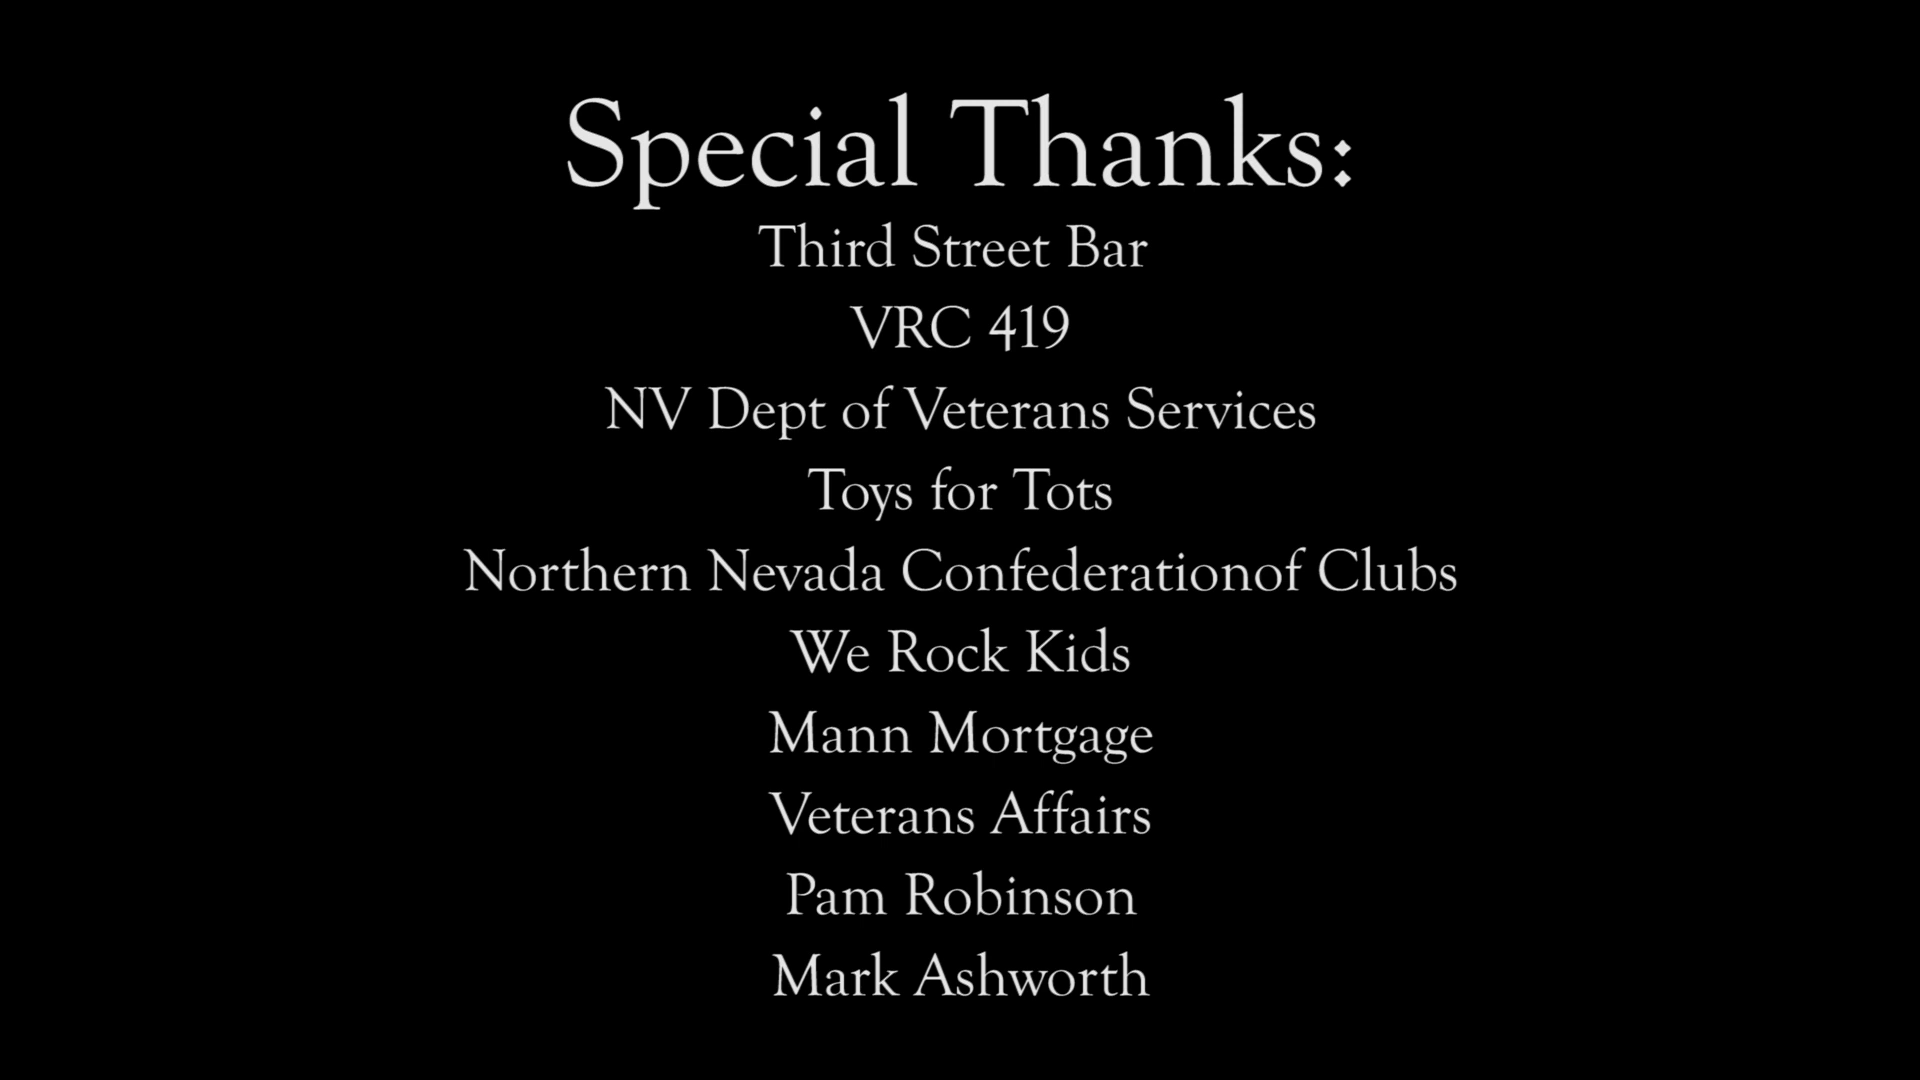 Special Thanks:
Third Street Bar
VRC 419
NV Dept of Veterans Services
Toys for Tots
Northern Nevada Confederationof Clubs
We Rock Kids
Mann Mortgage
Veterans Affairs
Pam Robinson
Mark Ashworth